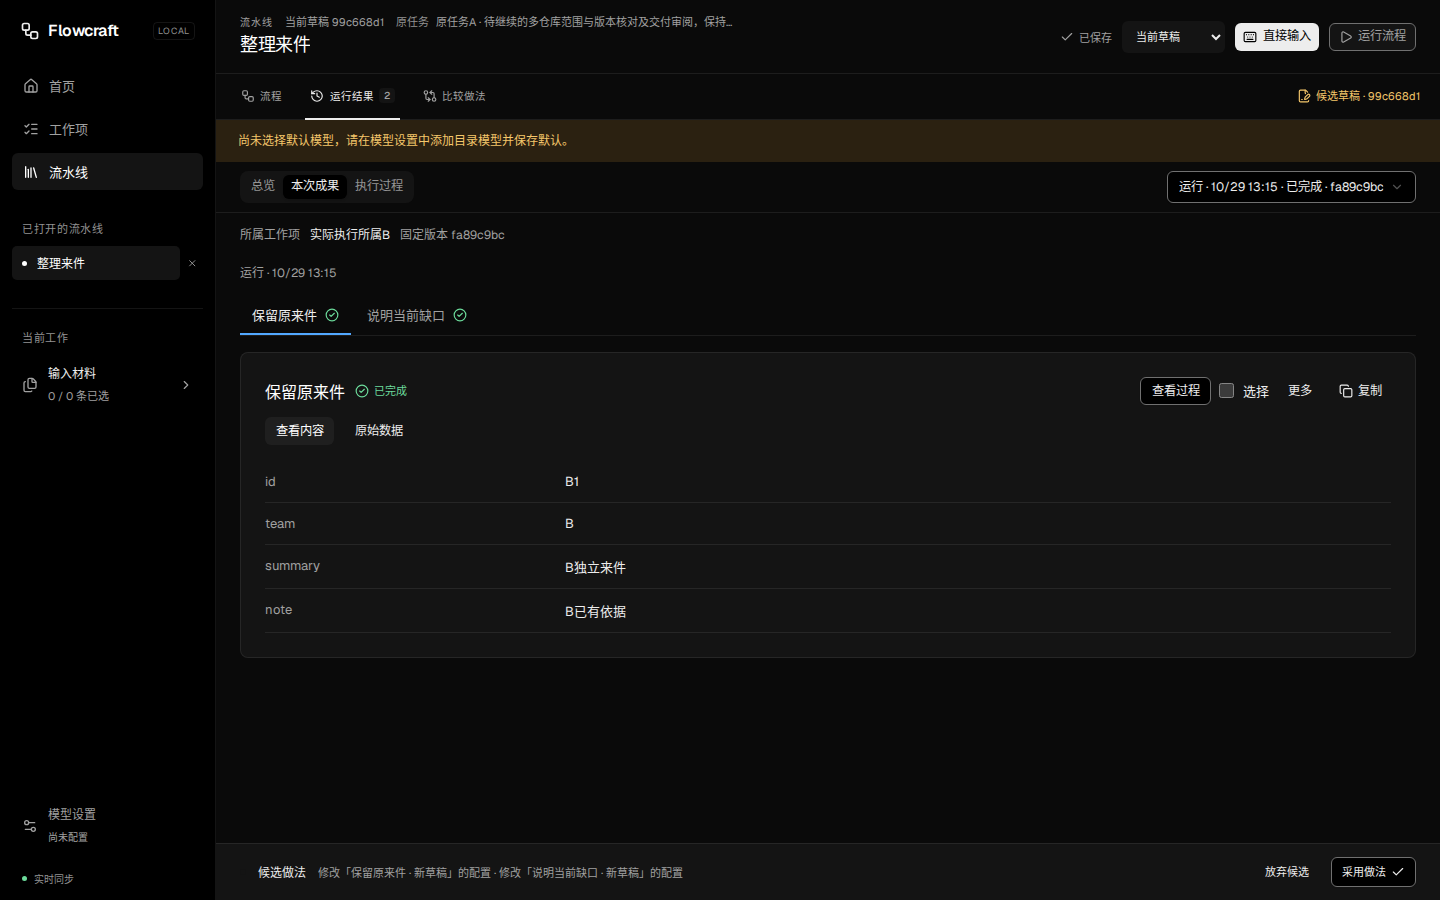 Flowcraft LOCAL
首页
工作项
流水线
已打开的流水线
整理来件
当前工作
输入材料
0 / 0 条已选
模型设置
尚未配置
实时同步
流水线 当前草稿 99c668d1 原任务 原任务A · 待继续的多仓库范围与版本核对及交付审阅，保持...
整理来件
已保存 当前草稿 直接输入 运行流程
流程 运行结果 2 比较做法 候选草稿 · 99c668d1
尚未选择默认模型，请在模型设置中添加目录模型并保存默认。
总览 本次成果 执行过程 运行 · 10/29 13:15 · 已完成 · fa89c9bc
所属工作项 实际执行所属B 固定版本 fa89c9bc
运行 · 10/29 13:15
保留原来件 说明当前缺口
保留原来件 已完成 查看过程 选择 更多 复制
查看内容 原始数据
id B1
team B
summary B独立来件
note B已有依据
候选做法 修改「保留原来件 · 新草稿」的配置 · 修改「说明当前缺口 · 新草稿」的配置 放弃候选 采用做法